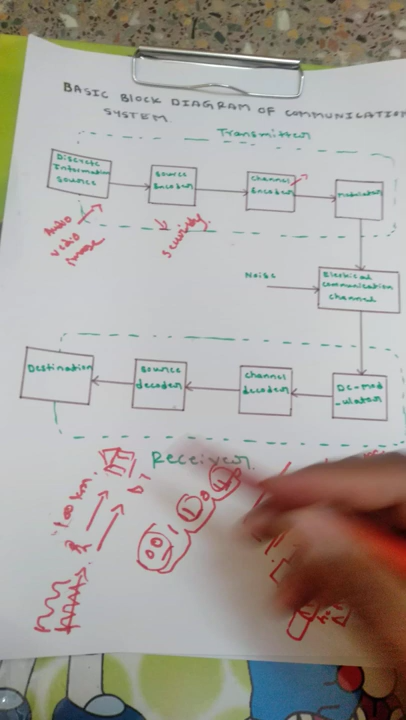 BASIC BLOCK DIAGRAM OF COMMUNICATION
SYSTEM
Transmitter
Discrete
Information
Source
Source
Encoder
Channel
Encoder
Modulator
Audio
vedio
image
security
Noise
Electrical
communication
channel
Destination
Source
decoder
Channel
decoder
De-mod
-ulator
Receiver
100 km